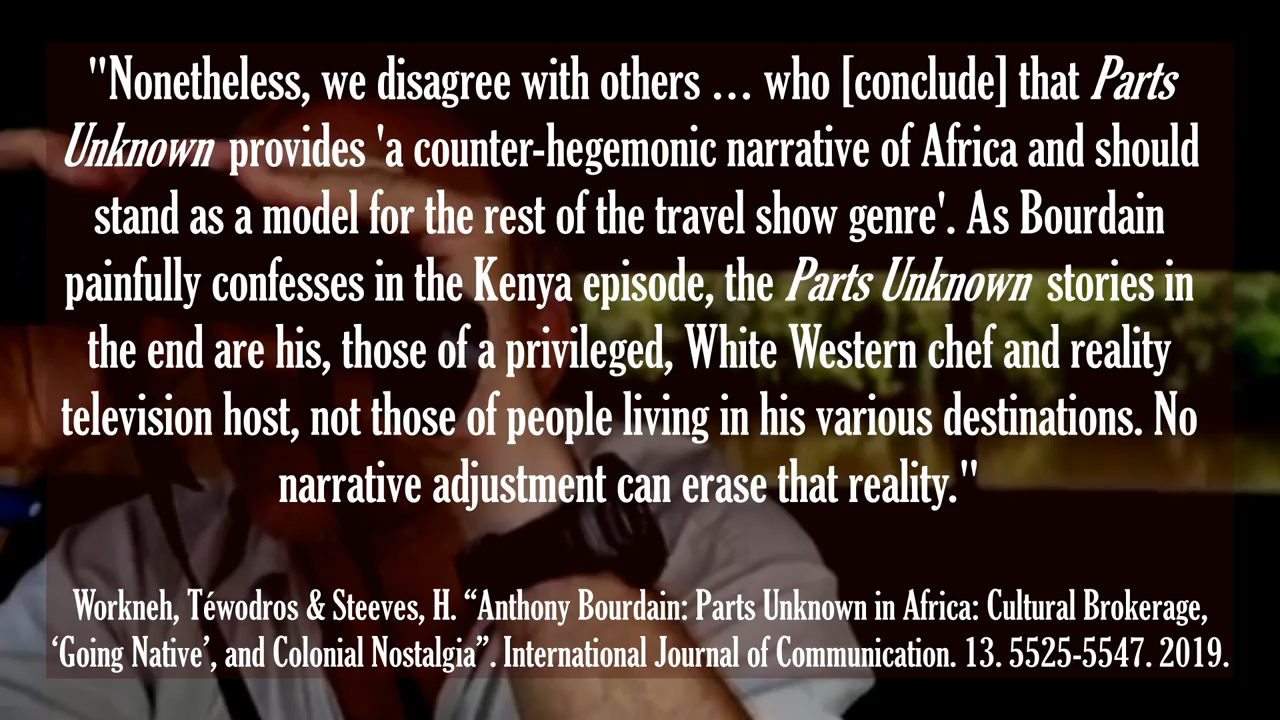 "Nonetheless, we disagree with others ... who [conclude] that Parts
Unknown provides 'a counter-hegemonic narrative of Africa and should
stand as a model for the rest of the travel show genre'. As Bourdain
painfully confesses in the Kenya episode, the Parts Unknown stories in
the end are his, those of a privileged, White Western chef and reality
television host, not those of people living in his various destinations. No
narrative adjustment can erase that reality."
Workneh, Téwodros & Steeves, H. “Anthony Bourdain: Parts Unknown in Africa: Cultural Brokerage,
‘Going Native’, and Colonial Nostalgia”. International Journal of Communication. 13. 5525-5547. 2019.